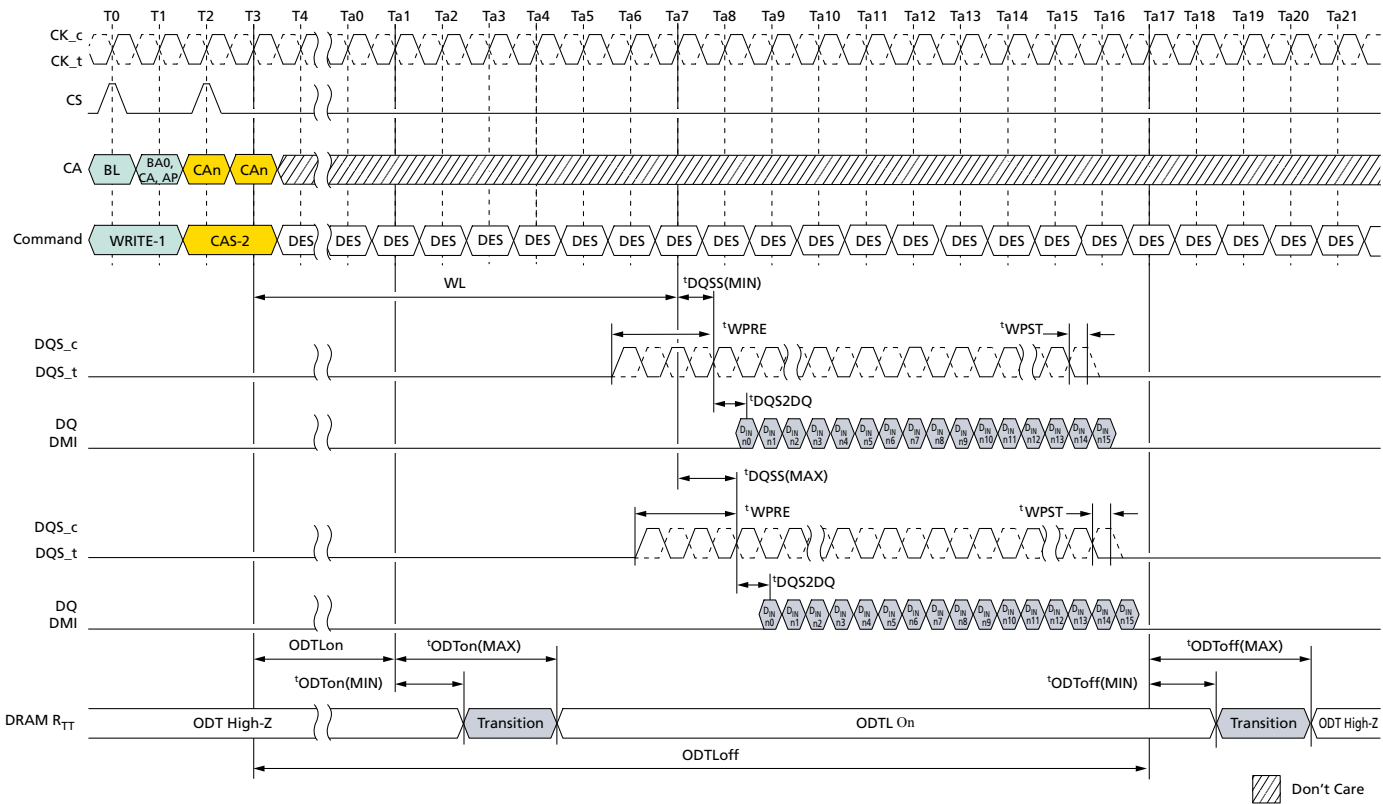 T0 T1 T2 T3 T4 Ta0 Ta1 Ta2 Ta3 Ta4 Ta5 Ta6 Ta7 Ta8 Ta9 Ta10 Ta11 Ta12 Ta13 Ta14 Ta15 Ta16 Ta17 Ta18 Ta19 Ta20 Ta21
CK_c
CK_t
CS
CA BL BA0, CA, AP CAn CAn
Command WRITE-1 CAS-2 DES DES DES DES DES DES DES DES DES DES DES DES DES DES DES DES DES DES DES DES DES DES DES
WL tDQSS(MIN)
tWPRE tWPST
DQS_c
DQS_t
tDQS2DQ
DQ
DMI
DIN n0 DIN n1 DIN n2 DIN n3 DIN n4 DIN n5 DIN n6 DIN n7 DIN n8 DIN n9 DIN n10 DIN n11 DIN n12 DIN n13 DIN n14 DIN n15
tDQSS(MAX)
tWPRE tWPST
DQS_c
DQS_t
tDQS2DQ
DQ
DMI
DIN n0 DIN n1 DIN n2 DIN n3 DIN n4 DIN n5 DIN n6 DIN n7 DIN n8 DIN n9 DIN n10 DIN n11 DIN n12 DIN n13 DIN n14 DIN n15
ODTLon tODTon(MAX) tODToff(MAX)
tODTon(MIN) tODToff(MIN)
DRAM RTT ODT High-Z Transition ODTL On Transition ODT High-Z
ODTLoff
Don't Care